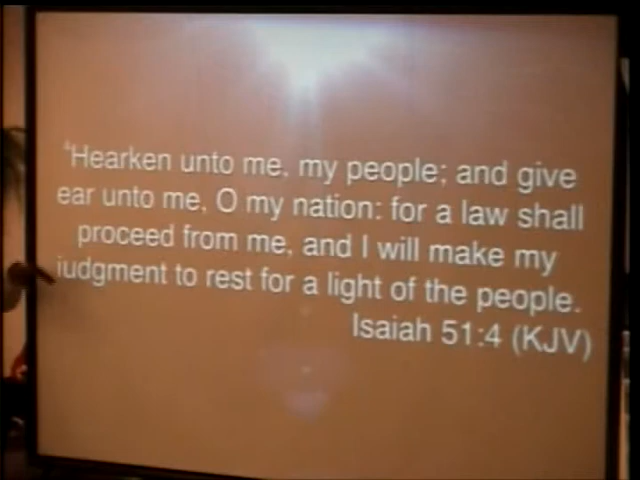 "Hearken unto me, my people; and give
ear unto me, O my nation: for a law shall
proceed from me, and I will make my
judgment to rest for a light of the people.
Isaiah 51:4 (KJV)